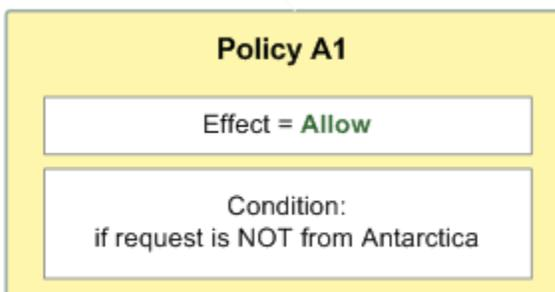 Policy A1
Effect = Allow
Condition:
if request is NOT from Antarctica